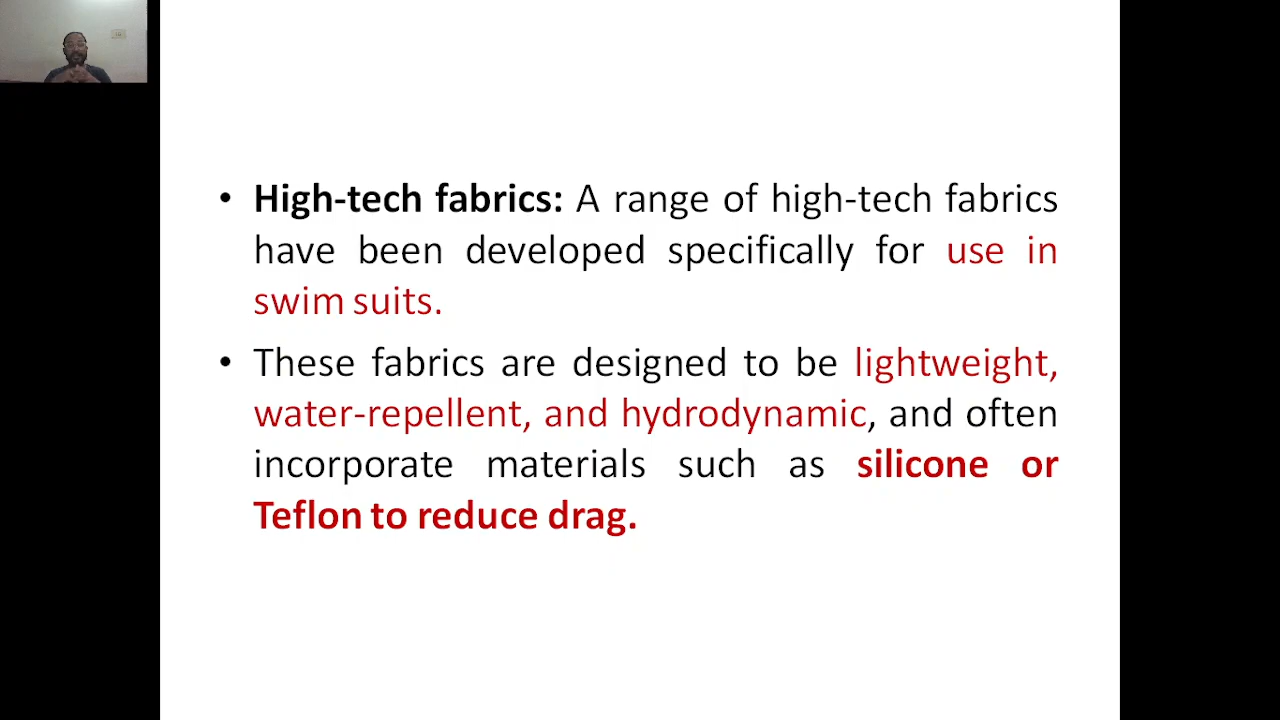 • High-tech fabrics: A range of high-tech fabrics
have been developed specifically for use in
swim suits.
• These fabrics are designed to be lightweight,
water-repellent, and hydrodynamic, and often
incorporate materials such as silicone or
Teflon to reduce drag.